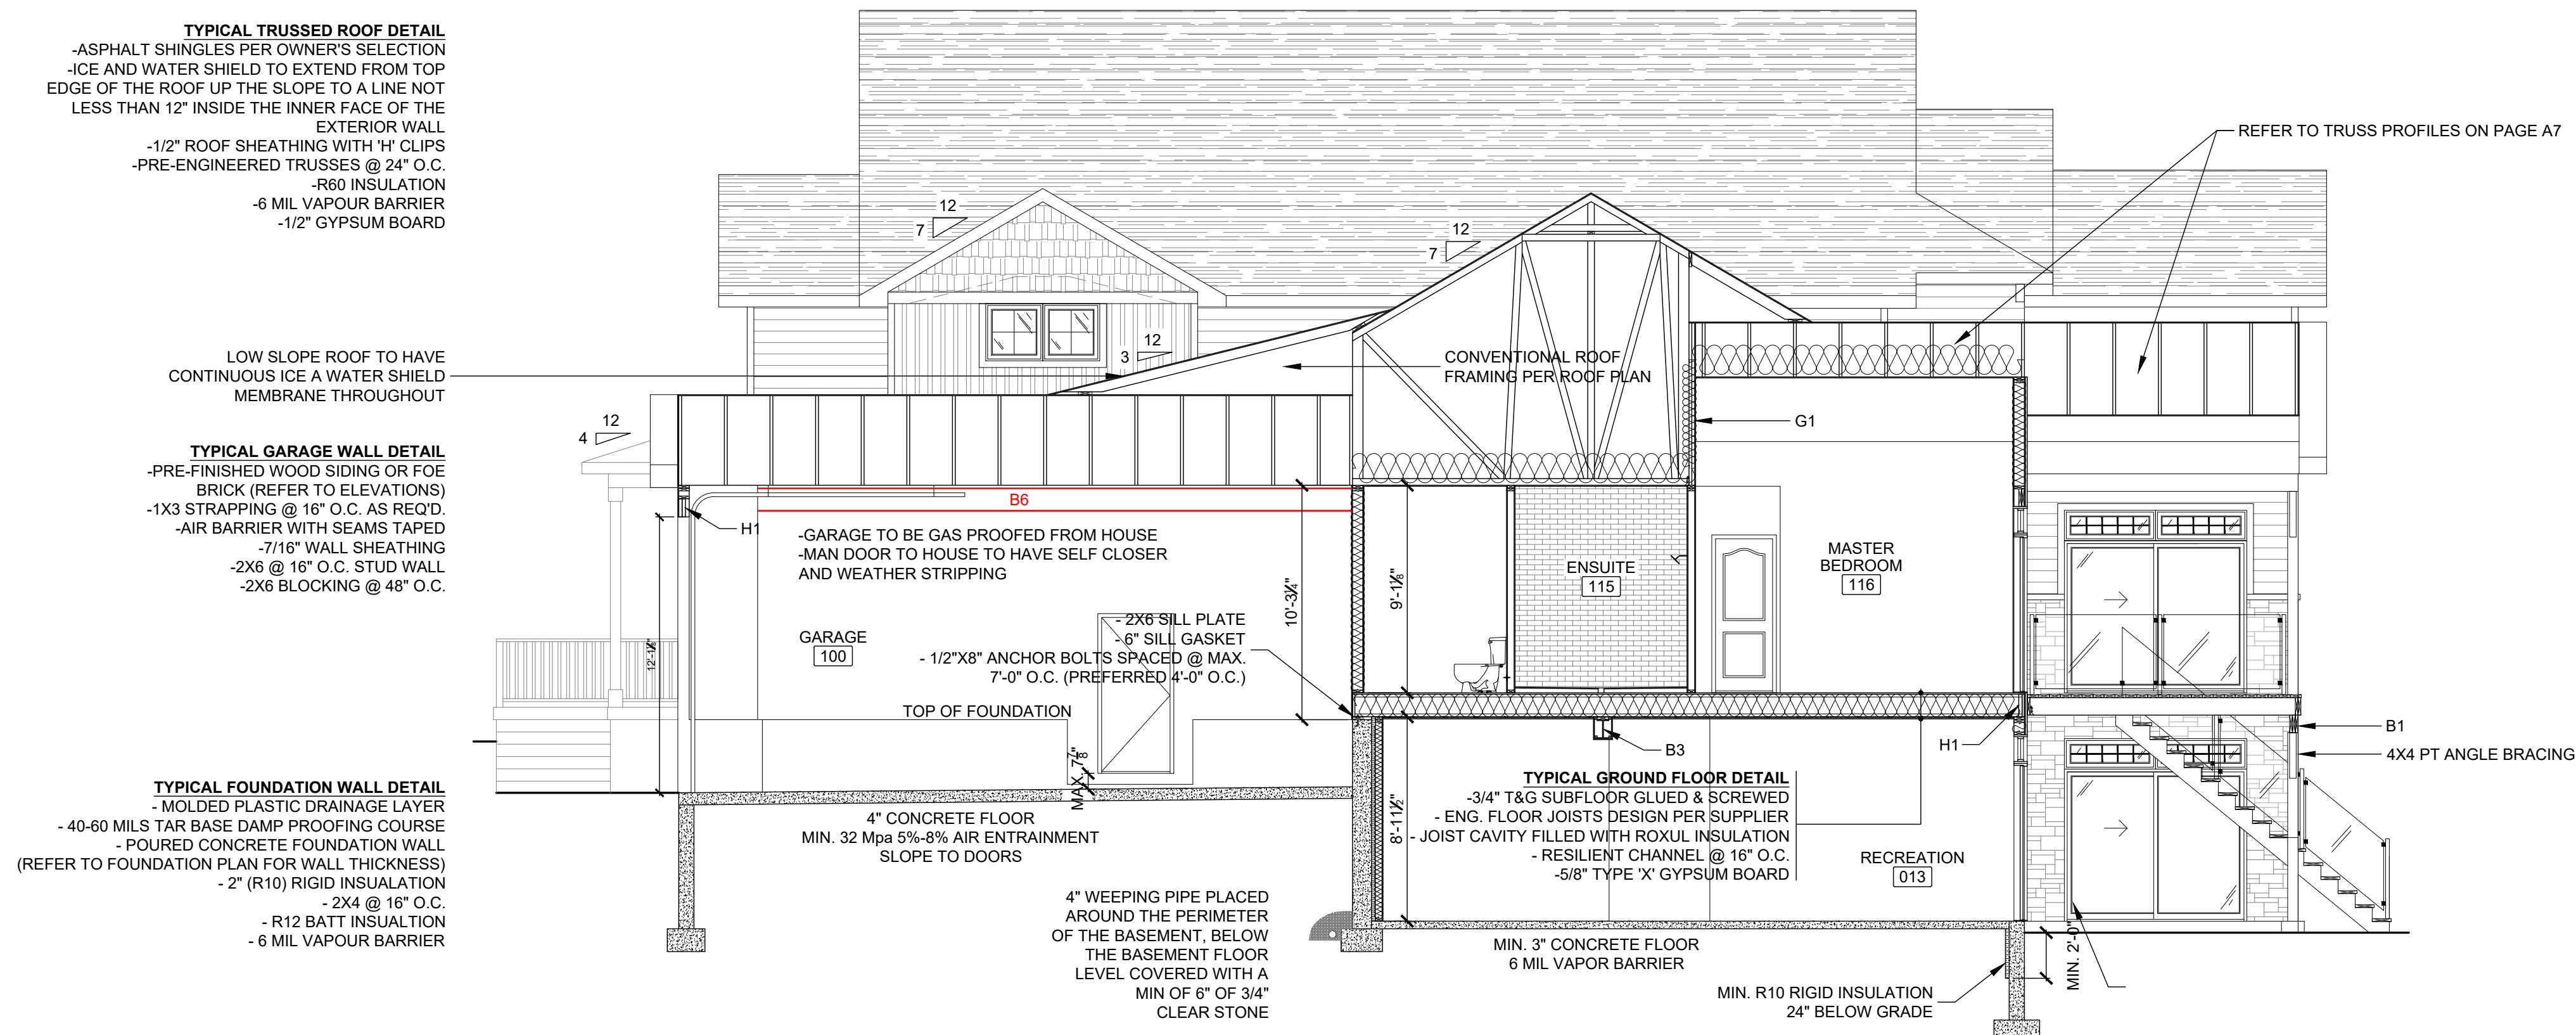 TYPICAL TRUSSED ROOF DETAIL
-ASPHALT SHINGLES PER OWNER'S SELECTION
-ICE AND WATER SHIELD TO EXTEND FROM TOP
EDGE OF THE ROOF UP THE SLOPE TO A LINE NOT
LESS THAN 12" INSIDE THE INNER FACE OF THE
EXTERIOR WALL
-1/2" ROOF SHEATHING WITH 'H' CLIPS
-PRE-ENGINEERED TRUSSES @ 24" O.C.
-R60 INSULATION
-6 MIL VAPOUR BARRIER
-1/2" GYPSUM BOARD
REFER TO TRUSS PROFILES ON PAGE A7
12
7
12
7
12
3
LOW SLOPE ROOF TO HAVE
CONTINUOUS ICE A WATER SHIELD
MEMBRANE THROUGHOUT
CONVENTIONAL ROOF
FRAMING PER ROOF PLAN
G1
12
4
TYPICAL GARAGE WALL DETAIL
-PRE-FINISHED WOOD SIDING OR FOE
BRICK (REFER TO ELEVATIONS)
-1X3 STRAPPING @ 16" O.C. AS REQ'D.
-AIR BARRIER WITH SEAMS TAPED
-7/16" WALL SHEATHING
-2X6 @ 16" O.C. STUD WALL
-2X6 BLOCKING @ 48" O.C.
B6
H1
-GARAGE TO BE GAS PROOFED FROM HOUSE
-MAN DOOR TO HOUSE TO HAVE SELF CLOSER
AND WEATHER STRIPPING
10'-3¼"
9'-1⅛"
ENSUITE
115
MASTER
BEDROOM
116
GARAGE
100
- 2X6 SILL PLATE
- 6" SILL GASKET
- 1/2"X8" ANCHOR BOLTS SPACED @ MAX.
7'-0" O.C. (PREFERRED 4'-0" O.C.)
TOP OF FOUNDATION
MAX. 7⅞"
B3
H1
B1
4X4 PT ANGLE BRACING
TYPICAL FOUNDATION WALL DETAIL
- MOLDED PLASTIC DRAINAGE LAYER
- 40-60 MILS TAR BASE DAMP PROOFING COURSE
- POURED CONCRETE FOUNDATION WALL
(REFER TO FOUNDATION PLAN FOR WALL THICKNESS)
- 2" (R10) RIGID INSUALATION
- 2X4 @ 16" O.C.
- R12 BATT INSUALTION
- 6 MIL VAPOUR BARRIER
4" CONCRETE FLOOR
MIN. 32 Mpa 5%-8% AIR ENTRAINMENT
SLOPE TO DOORS
8'-11½"
TYPICAL GROUND FLOOR DETAIL
-3/4" T&G SUBFLOOR GLUED & SCREWED
- ENG. FLOOR JOISTS DESIGN PER SUPPLIER
- JOIST CAVITY FILLED WITH ROXUL INSULATION
- RESILIENT CHANNEL @ 16" O.C.
-5/8" TYPE 'X' GYPSUM BOARD
RECREATION
013
4" WEEPING PIPE PLACED
AROUND THE PERIMETER
OF THE BASEMENT, BELOW
THE BASEMENT FLOOR
LEVEL COVERED WITH A
MIN OF 6" OF 3/4"
CLEAR STONE
MIN. 3" CONCRETE FLOOR
6 MIL VAPOR BARRIER
MIN. R10 RIGID INSULATION
24" BELOW GRADE
MIN. 2'-0"